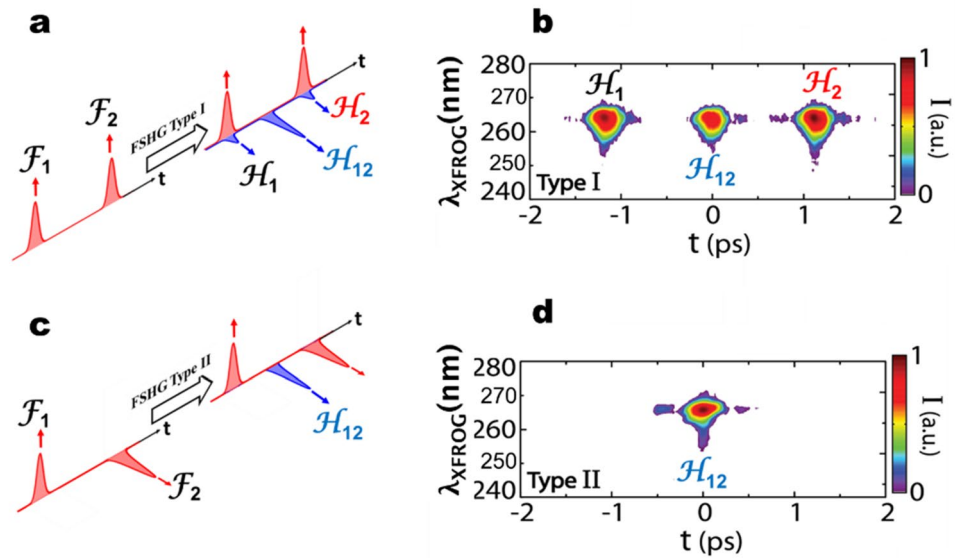 a
ℱ1
ℱ2
t
FSHG Type I
t
ℋ1
ℋ2
ℋ12
b
λXFROG(nm)
280
270
260
250
240
ℋ1
ℋ2
ℋ12
Type I
-2
-1
0
1
2
t (ps)
1
I (a.u.)
0
c
ℱ1
ℱ2
t
FSHG Type II
t
ℋ12
d
λXFROG(nm)
280
270
260
250
240
ℋ12
Type II
-2
-1
0
1
2
t (ps)
1
I (a.u.)
0